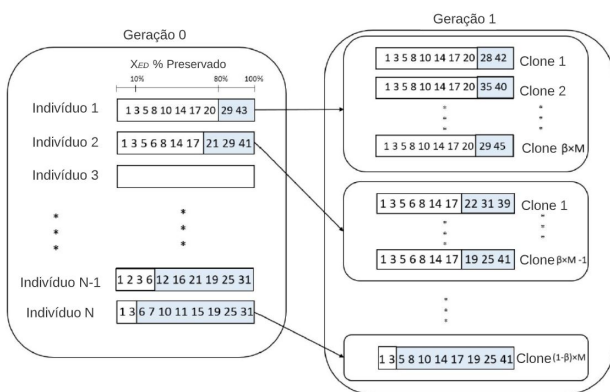 Geração 0
X_ED % Preservado
10% 80% 100%
Indivíduo 1 1 3 5 8 10 14 17 20 29 43
Indivíduo 2 1 3 5 6 8 14 17 21 29 41
Indivíduo 3
* *
* *
* *
Indivíduo N-1 1 2 3 6 12 16 21 19 25 31
Indivíduo N 1 3 6 7 10 11 15 19 25 31
Geração 1
1 3 5 8 10 14 17 20 28 42 Clone 1
1 3 5 8 10 14 17 20 35 40 Clone 2
* *
* *
* *
1 3 5 8 10 14 17 20 29 45 Clone β×M
1 3 5 6 8 14 17 22 31 39 Clone 1
* *
* *
* *
1 3 5 6 8 14 17 19 25 41 Clone β×M -1
*
*
*
1 3 5 8 10 14 17 19 25 41 Clone (1-β)×M